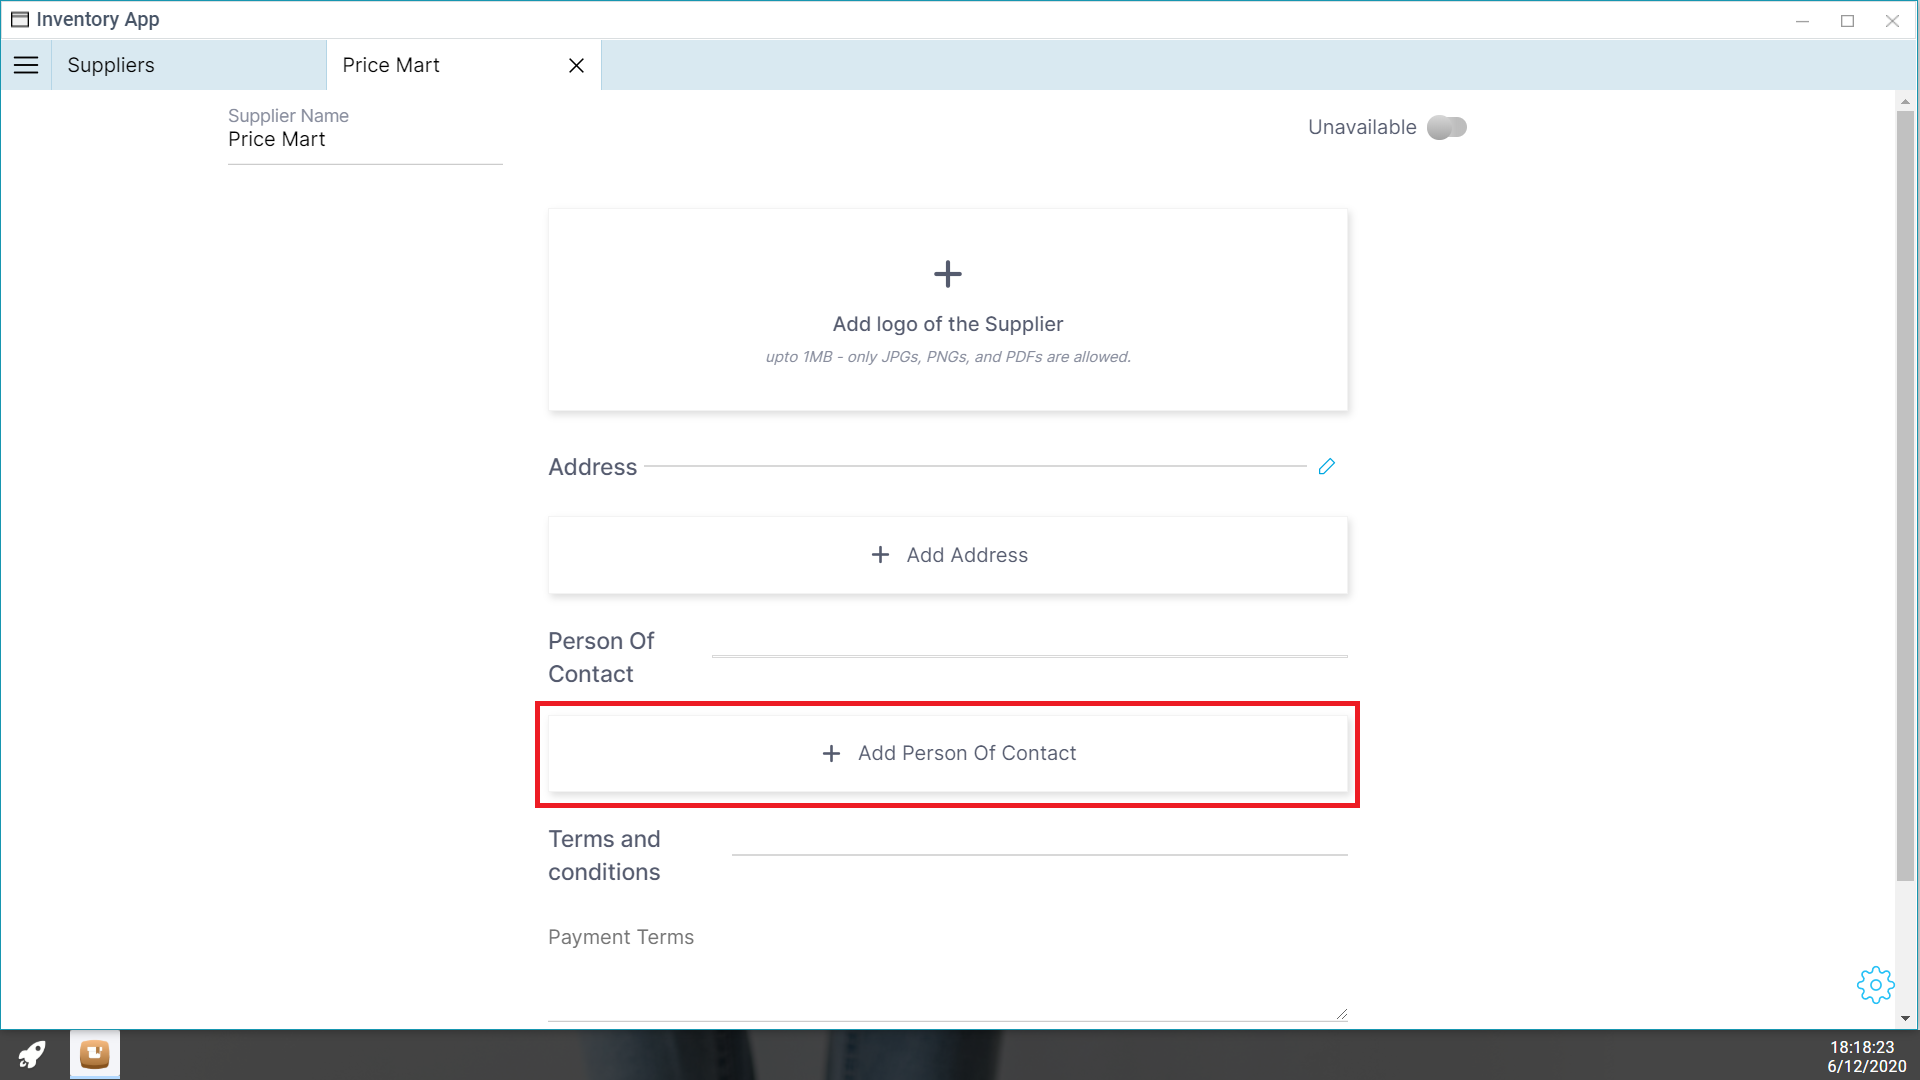 Inventory App
Suppliers
Price Mart
Supplier Name
Price Mart
Unavailable
Add logo of the Supplier
upto 1MB - only JPGs, PNGs, and PDFs are allowed.
Address
Add Address
Person Of
Contact
Add Person Of Contact
Terms and
conditions
Payment Terms
18:18:23
6/12/2020